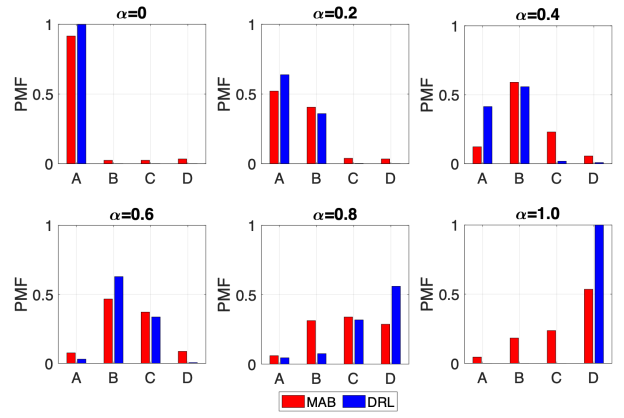 α=0
α=0.2
α=0.4
PMF
1
0.5
0
A B C D
PMF
1
0.5
0
A B C D
PMF
1
0.5
0
A B C D
α=0.6
α=0.8
α=1.0
PMF
1
0.5
0
A B C D
PMF
1
0.5
0
A B C D
PMF
1
0.5
0
A B C D
MAB DRL